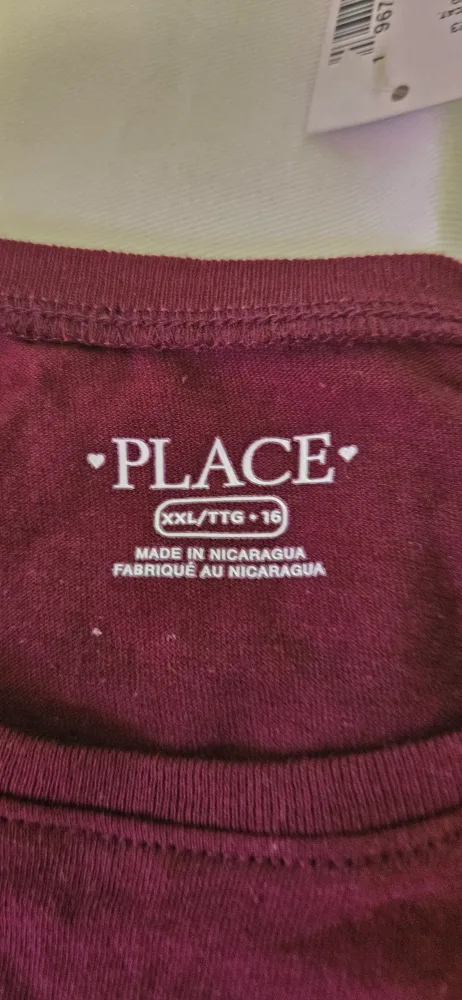 ♥PLACE♥
XXL/TTG • 16
MADE IN NICARAGUA
FABRIQUÉ AU NICARAGUA